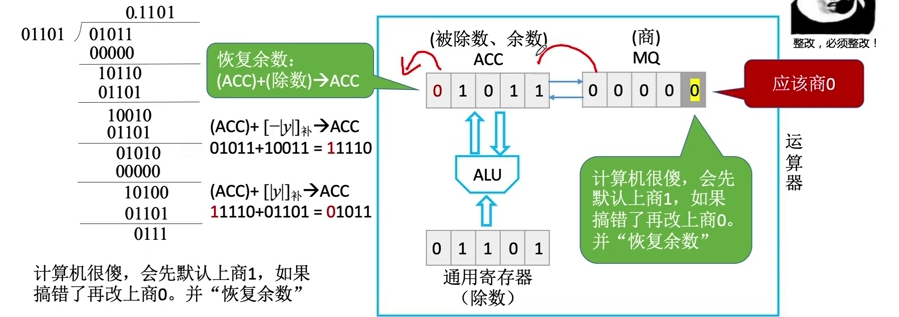 0.1101
01101 01011
00000
10110
01101
10010
01101
01010
00000
10100
01101
0111
恢复余数：
(ACC)+(除数)→ACC
(ACC)+ [−|y|]补→ACC
01011+10011 = 11110
(ACC)+ [|y|]补→ACC
11110+01101 = 01011
计算机很傻，会先默认上商1，如果
搞错了再改上商0。并“恢复余数”
(被除数、余数)
ACC
0 1 0 1 1
(商)
MQ
0 0 0 0 0
ALU
0 1 1 0 1
通用寄存器
（除数）
运算器
整改，必须整改！
应该商0
计算机很傻，会先
默认上商1，如果
搞错了再改上商0。
并“恢复余数”